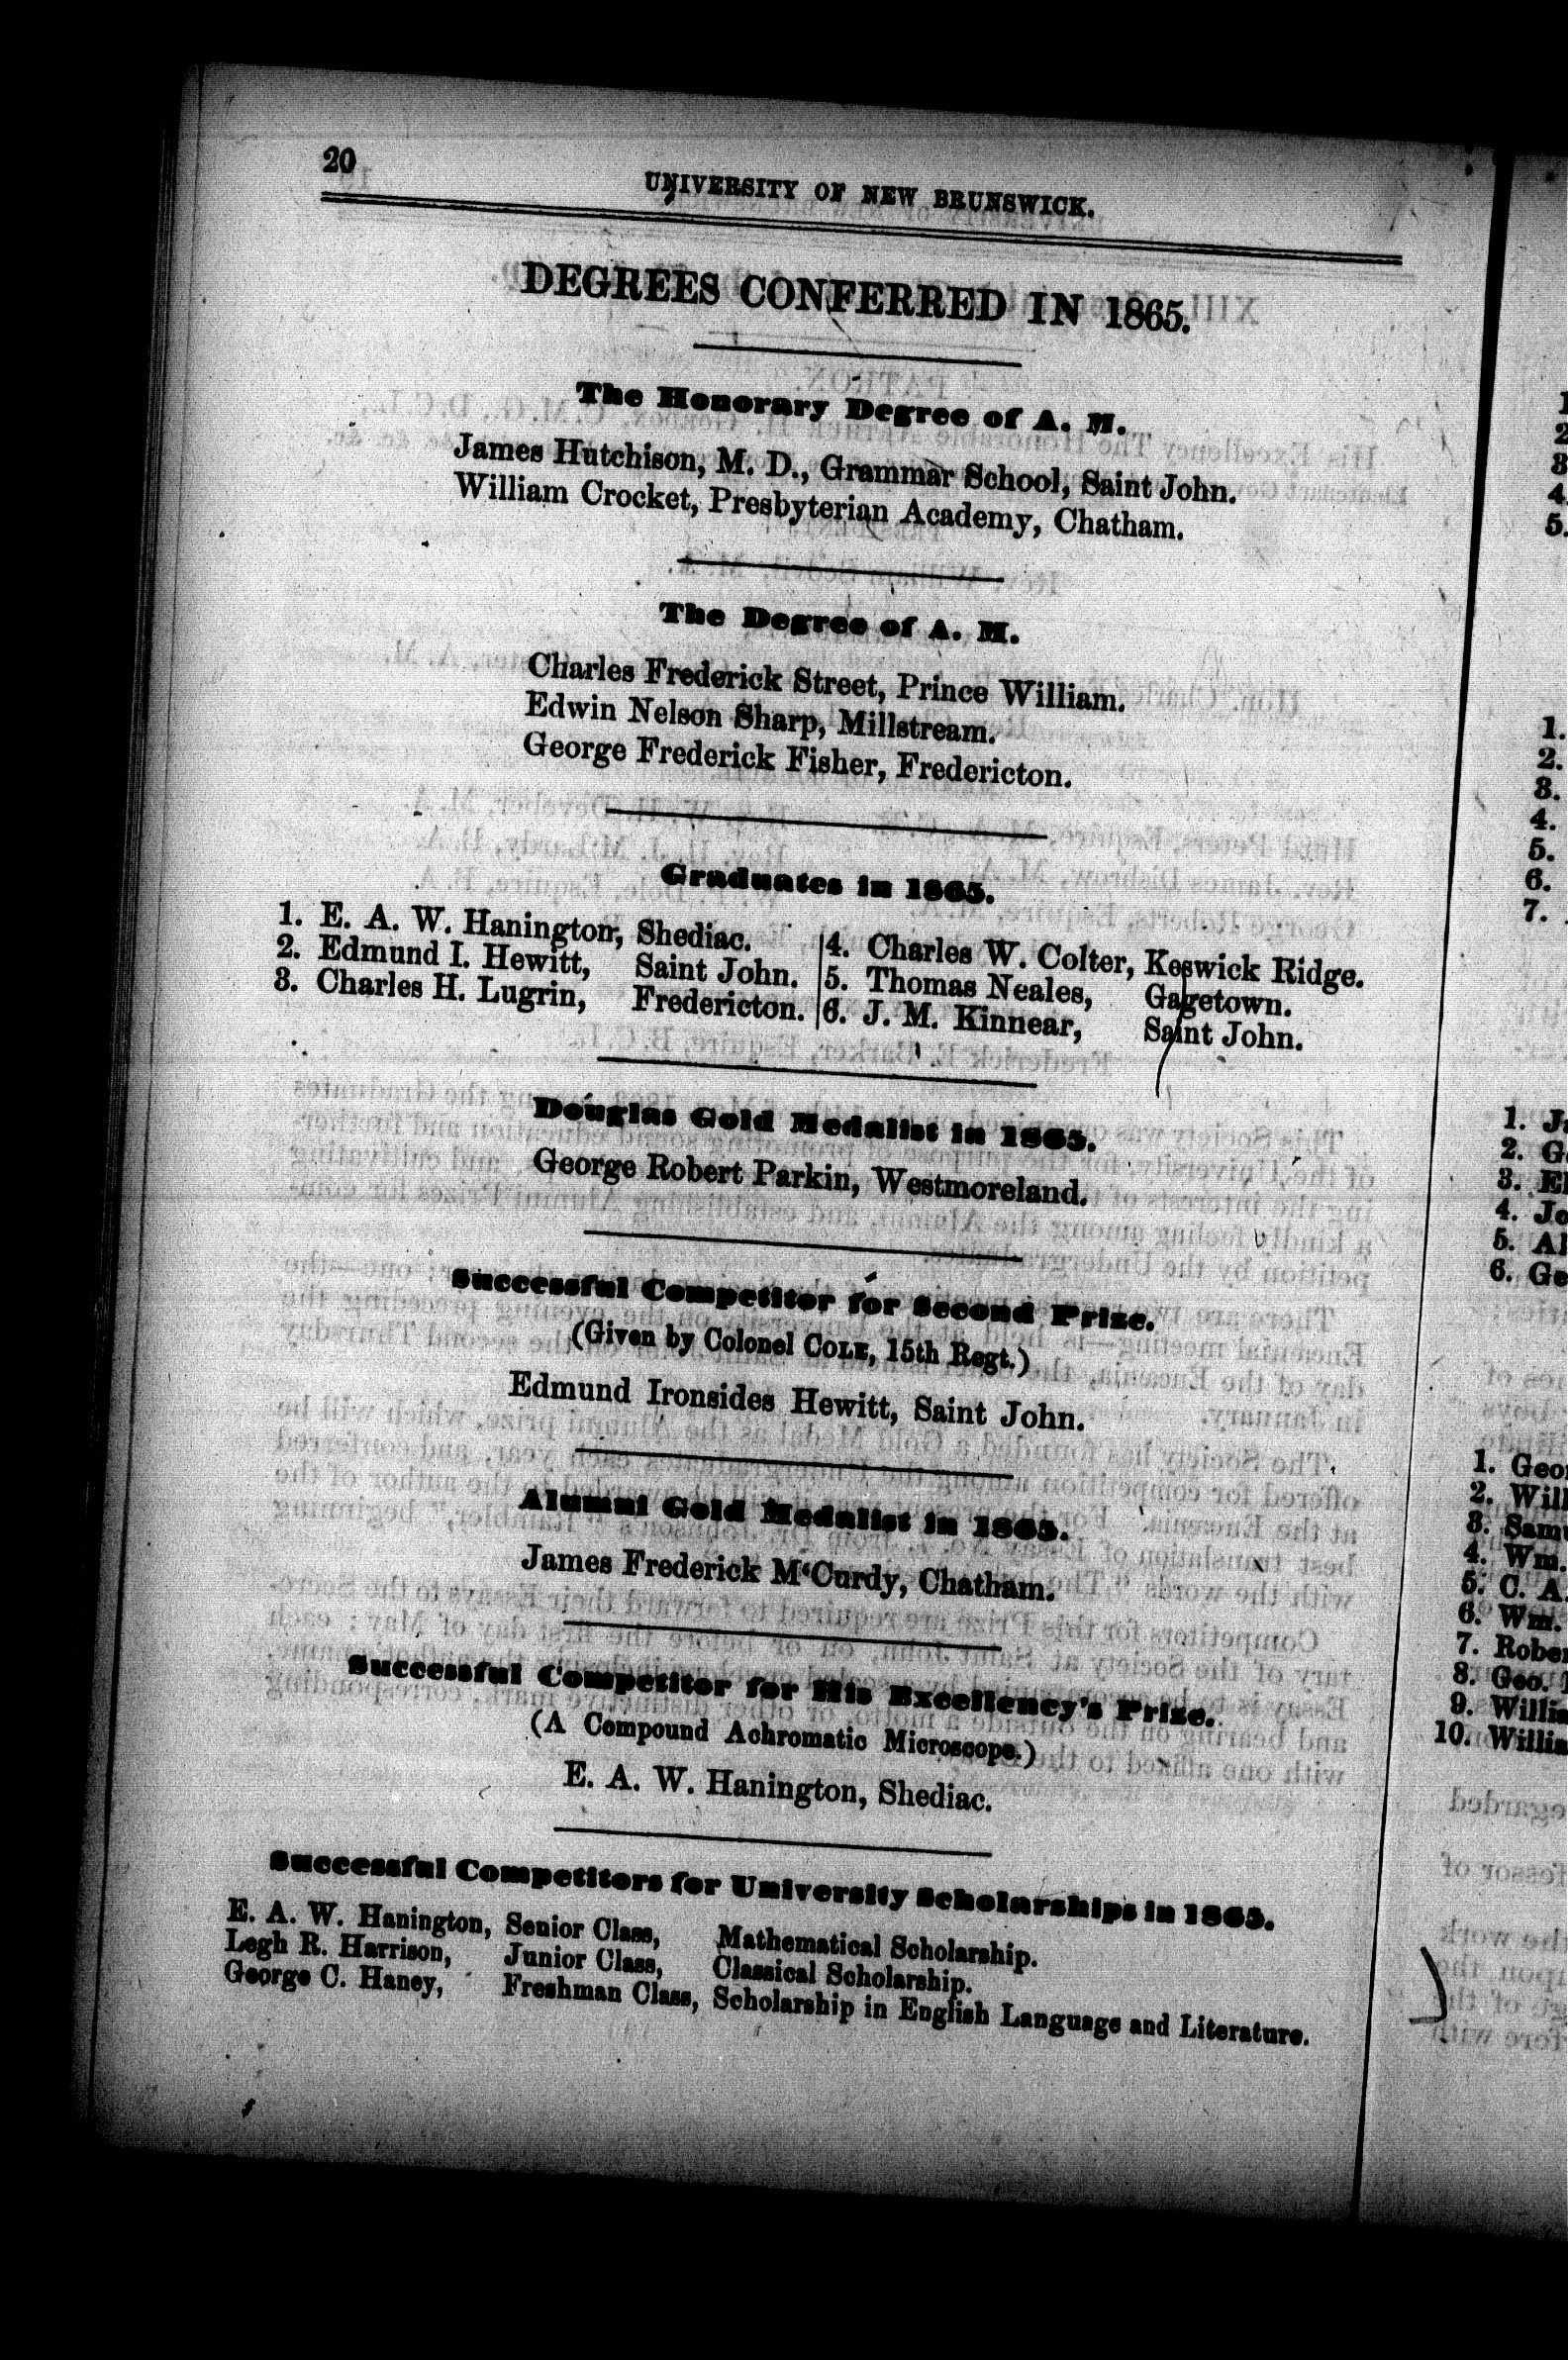 20
UNIVERSITY OF NEW BRUNSWICK.
DEGREES CONFERRED IN 1865.
The Honorary Degree of A. M.
James Hutchison, M. D., Grammar School, Saint John.
William Crocket, Presbyterian Academy, Chatham.
The Degree of A. M.
Charles Frederick Street, Prince William.
Edwin Nelson Sharp, Millstream.
George Frederick Fisher, Fredericton.
Graduates in 1865.
1. E. A. W. Hanington, Shediac.
2. Edmund I. Hewitt, Saint John.
3. Charles H. Lugrin, Fredericton.
4. Charles W. Colter, Keswick Ridge.
5. Thomas Neales, Gagetown.
6. J. M. Kinnear, Saint John.
Douglas Gold Medalist in 1865.
George Robert Parkin, Westmoreland.
Successful Competitor for Second Prize.
(Given by Colonel COLE, 15th Regt.)
Edmund Ironsides Hewitt, Saint John.
Alumni Gold Medalist in 1865.
James Frederick M‘Curdy, Chatham.
Successful Competitor for His Excellency's Prize.
(A Compound Achromatic Microscope.)
E. A. W. Hanington, Shediac.
Successful Competitors for University Scholarships in 1865.
E. A. W. Hanington, Senior Class, Mathematical Scholarship.
Legh R. Harrison, Junior Class, Classical Scholarship.
George C. Haney, Freshman Class, Scholarship in English Language and Literature.